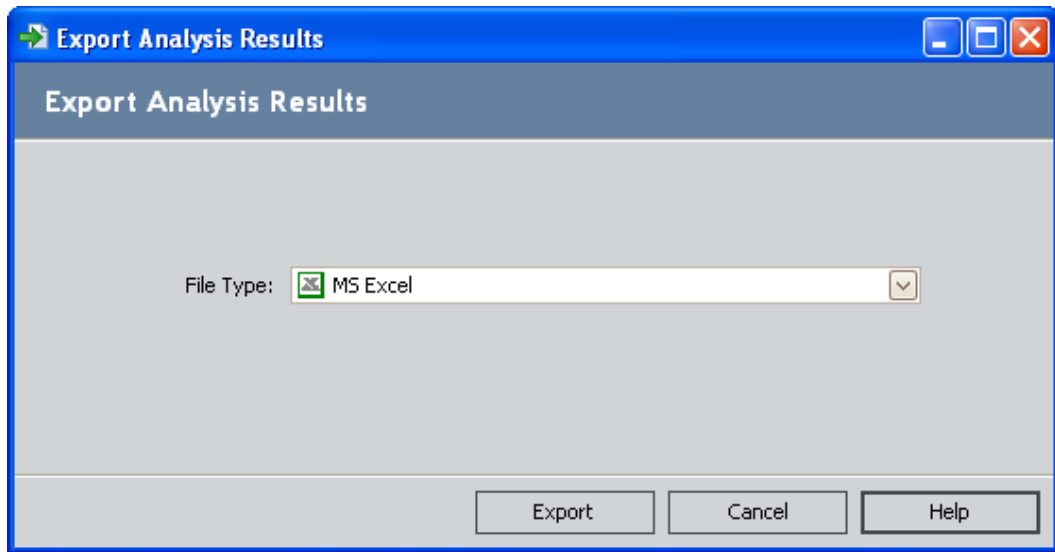 Export Analysis Results
Export Analysis Results
File Type: MS Excel
Export Cancel Help